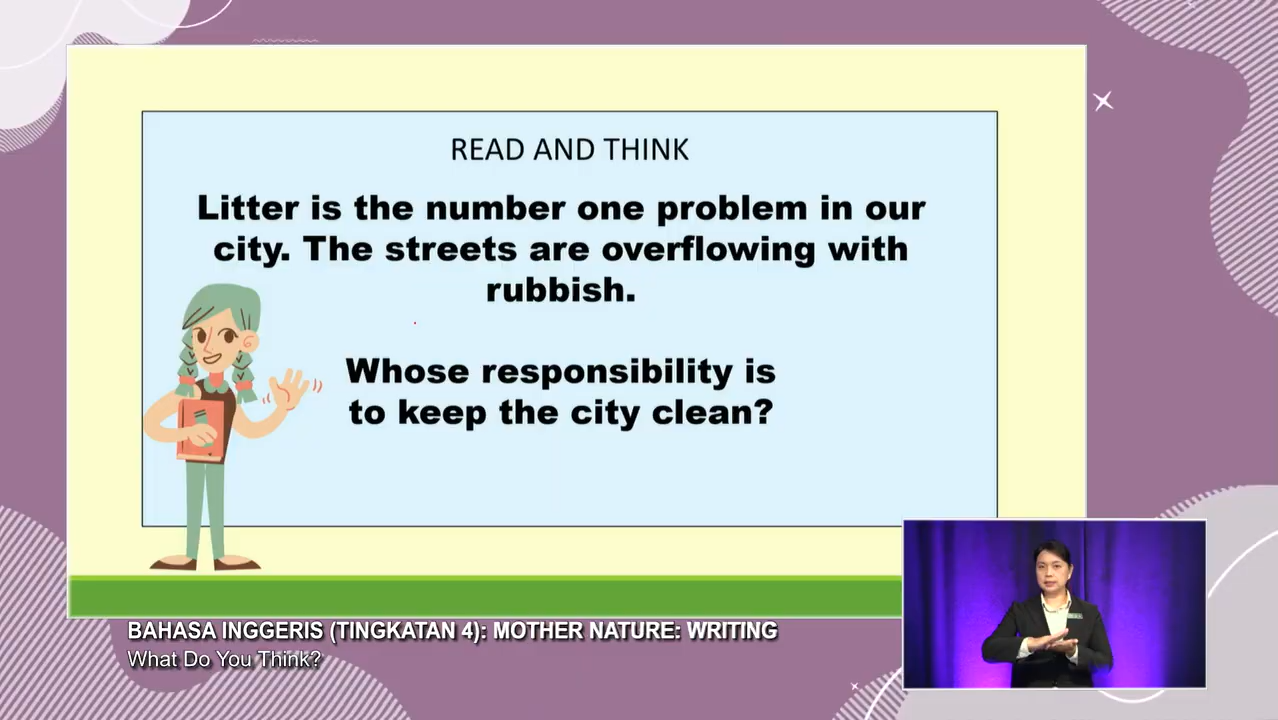 READ AND THINK
Litter is the number one problem in our
city. The streets are overflowing with
rubbish.
Whose responsibility is
to keep the city clean?
BAHASA INGGERIS (TINGKATAN 4): MOTHER NATURE: WRITING
What Do You Think?